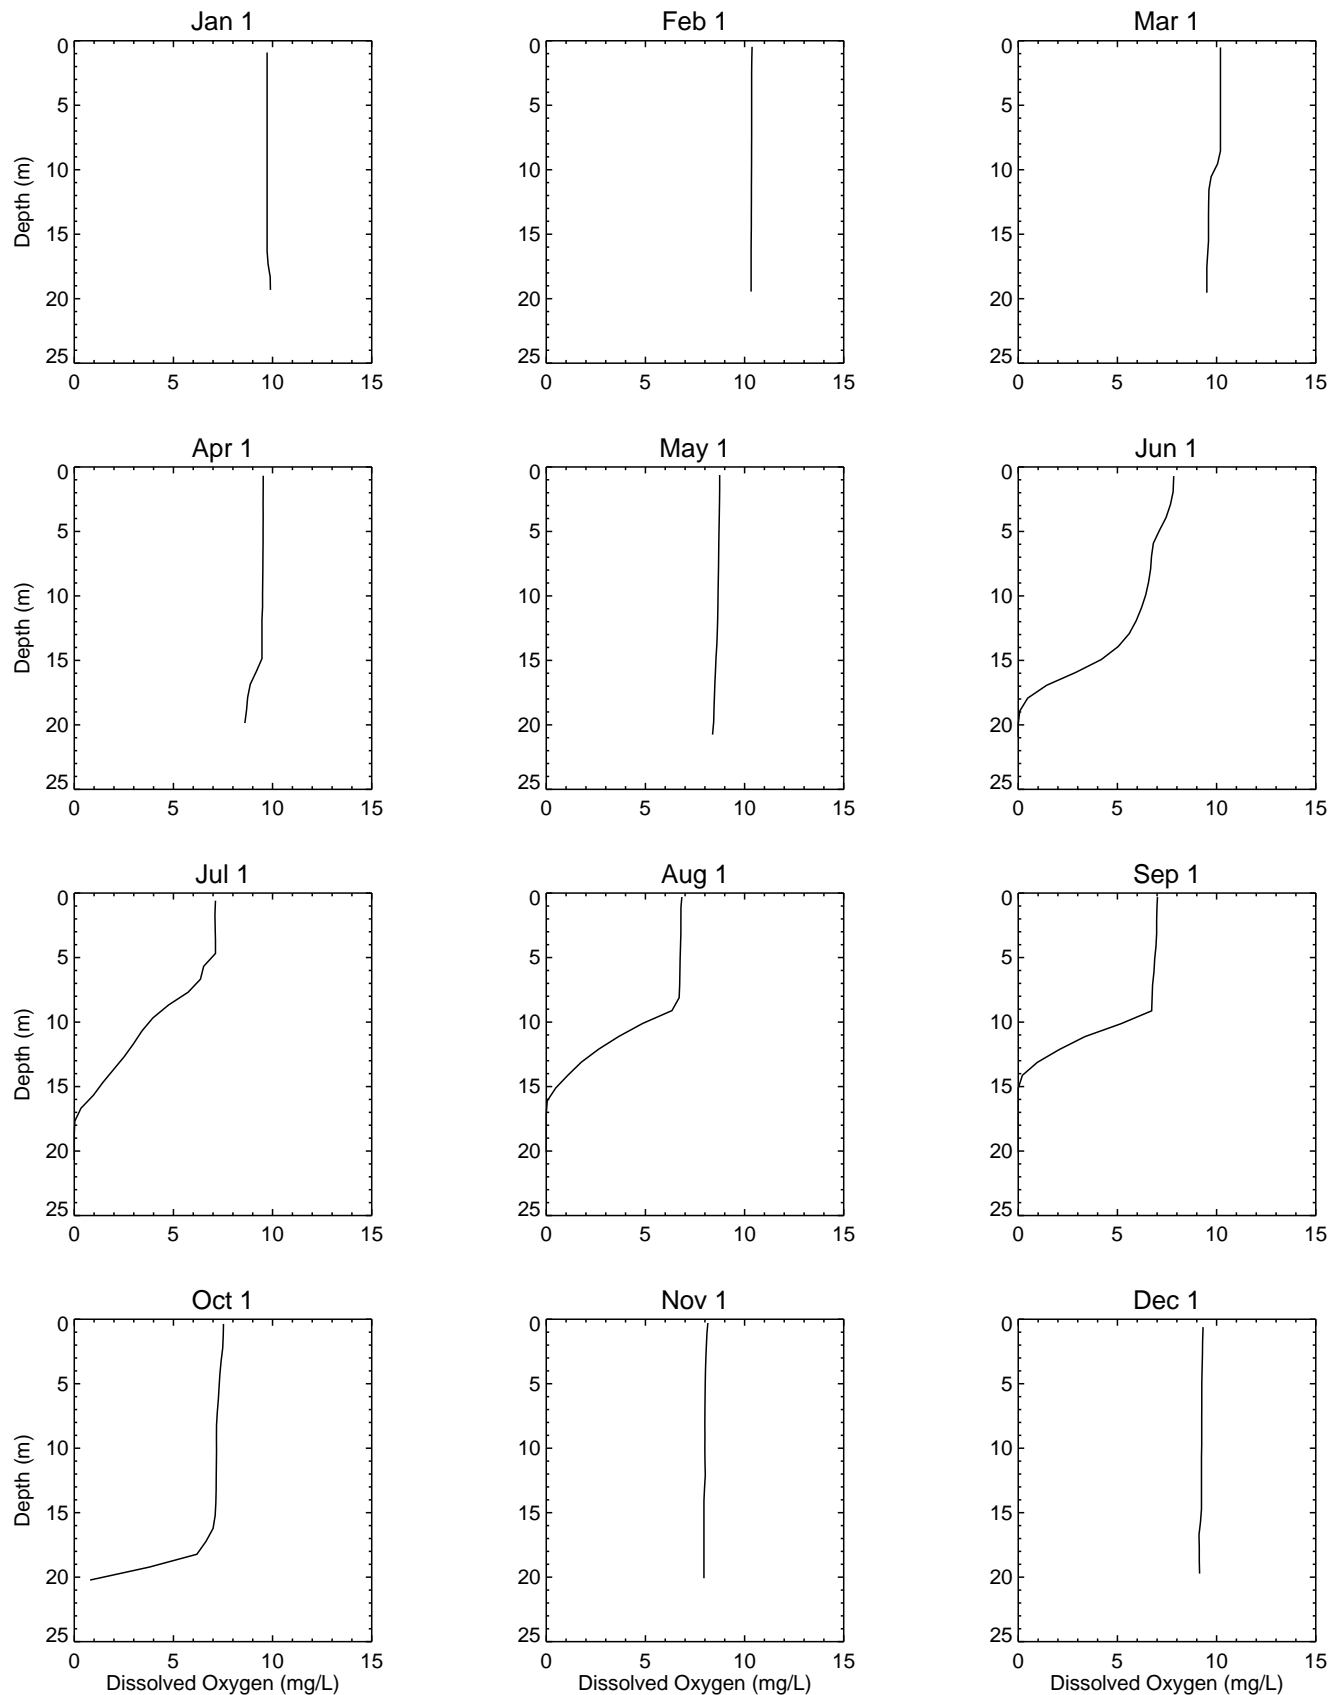 Jan 1 Feb 1 Mar 1
0 0 0
5 5 5
10 10 10
Depth (m)
15 15 15
20 20 20
25 25 25
0 5 10 15 0 5 10 15 0 5 10 15
Apr 1 May 1 Jun 1
0 0 0
5 5 5
10 10 10
Depth (m)
15 15 15
20 20 20
25 25 25
0 5 10 15 0 5 10 15 0 5 10 15
Jul 1 Aug 1 Sep 1
0 0 0
5 5 5
10 10 10
Depth (m)
15 15 15
20 20 20
25 25 25
0 5 10 15 0 5 10 15 0 5 10 15
Oct 1 Nov 1 Dec 1
0 0 0
5 5 5
10 10 10
Depth (m)
15 15 15
20 20 20
25 25 25
0 5 10 15 0 5 10 15 0 5 10 15
Dissolved Oxygen (mg/L) Dissolved Oxygen (mg/L) Dissolved Oxygen (mg/L)